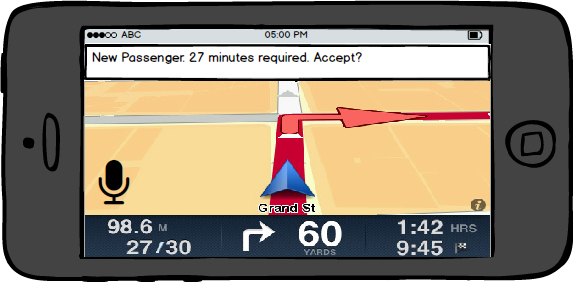 ABC 05:00 PM
New Passenger. 27 minutes required. Accept?
Grand St
98.6 M 60 1:42 HRS
27/30 YARDS 9:45